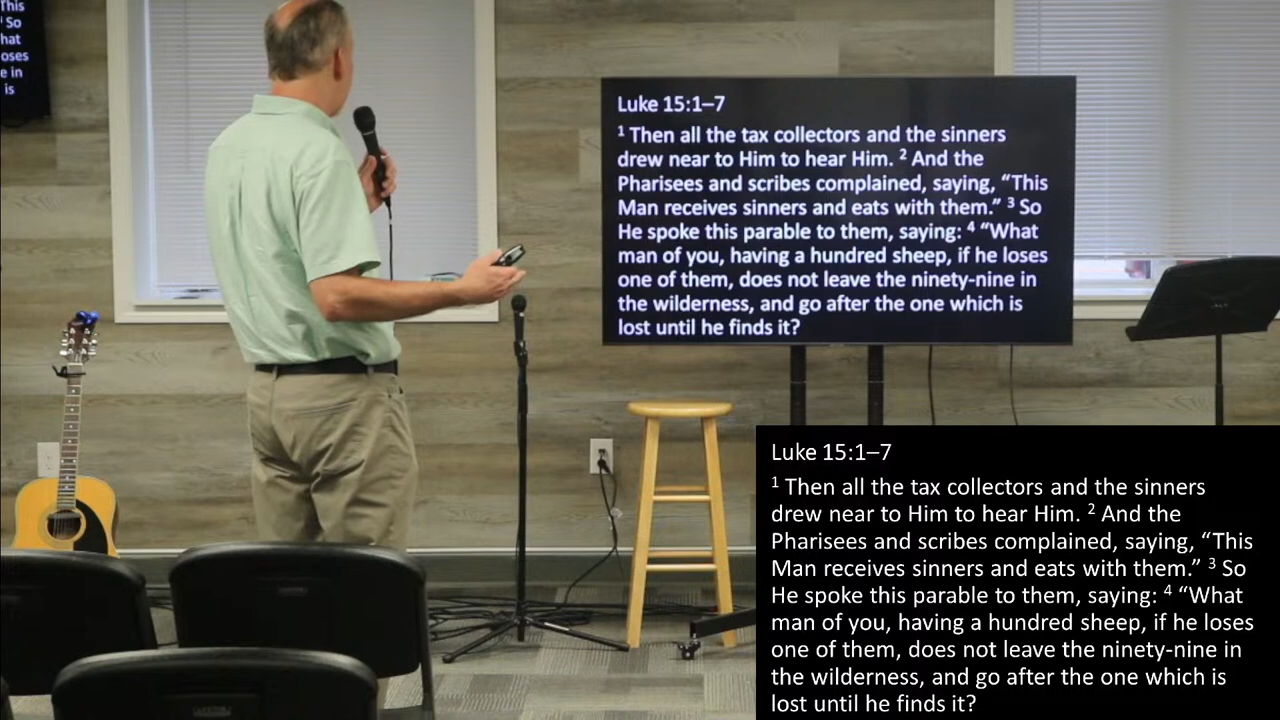 This
¹ So
hat
oses
e in
is
Luke 15:1–7
¹ Then all the tax collectors and the sinners
drew near to Him to hear Him. ² And the
Pharisees and scribes complained, saying, “This
Man receives sinners and eats with them.” ³ So
He spoke this parable to them, saying: ⁴ “What
man of you, having a hundred sheep, if he loses
one of them, does not leave the ninety-nine in
the wilderness, and go after the one which is
lost until he finds it?
Luke 15:1–7
¹ Then all the tax collectors and the sinners
drew near to Him to hear Him. ² And the
Pharisees and scribes complained, saying, “This
Man receives sinners and eats with them.” ³ So
He spoke this parable to them, saying: ⁴ “What
man of you, having a hundred sheep, if he loses
one of them, does not leave the ninety-nine in
the wilderness, and go after the one which is
lost until he finds it?